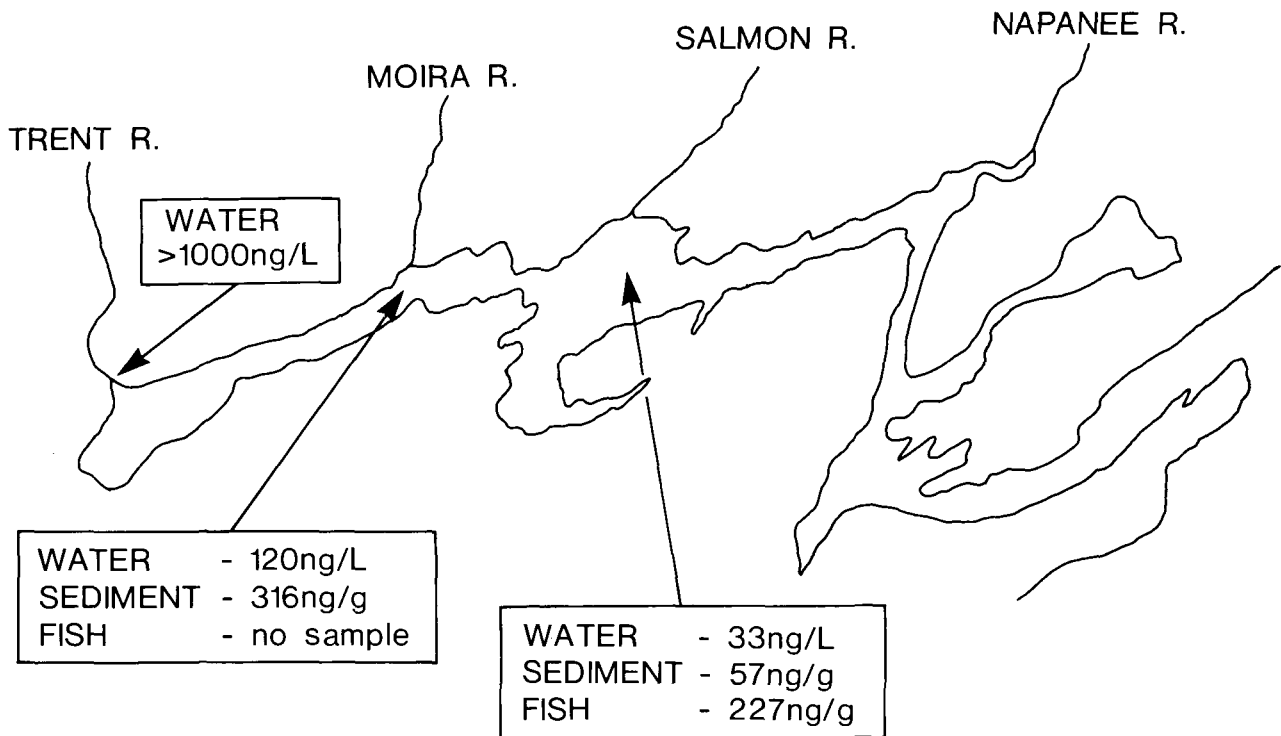 NAPANEE R.
SALMON R.
MOIRA R.
TRENT R.
WATER
>1000ng/L
WATER - 120ng/L
SEDIMENT - 316ng/g
FISH - no sample
WATER - 33ng/L
SEDIMENT - 57ng/g
FISH - 227ng/g